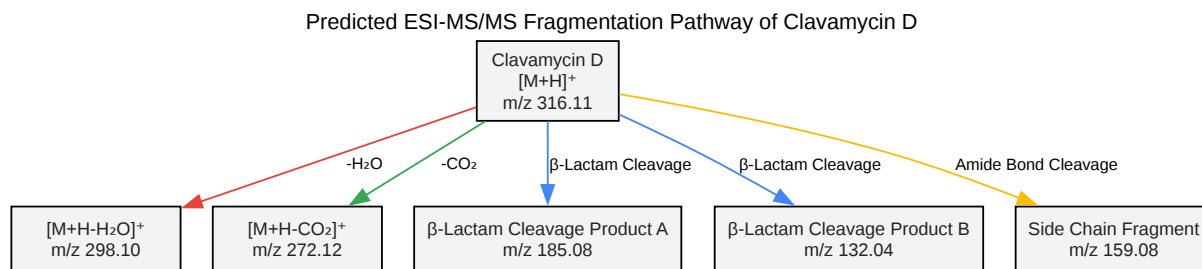 Predicted ESI-MS/MS Fragmentation Pathway of Clavamycin D
Clavamycin D
[M+H]⁺
m/z 316.11
-H₂O
-CO₂
β-Lactam Cleavage
β-Lactam Cleavage
Amide Bond Cleavage
[M+H-H₂O]⁺
m/z 298.10
[M+H-CO₂]⁺
m/z 272.12
β-Lactam Cleavage Product A
m/z 185.08
β-Lactam Cleavage Product B
m/z 132.04
Side Chain Fragment
m/z 159.08